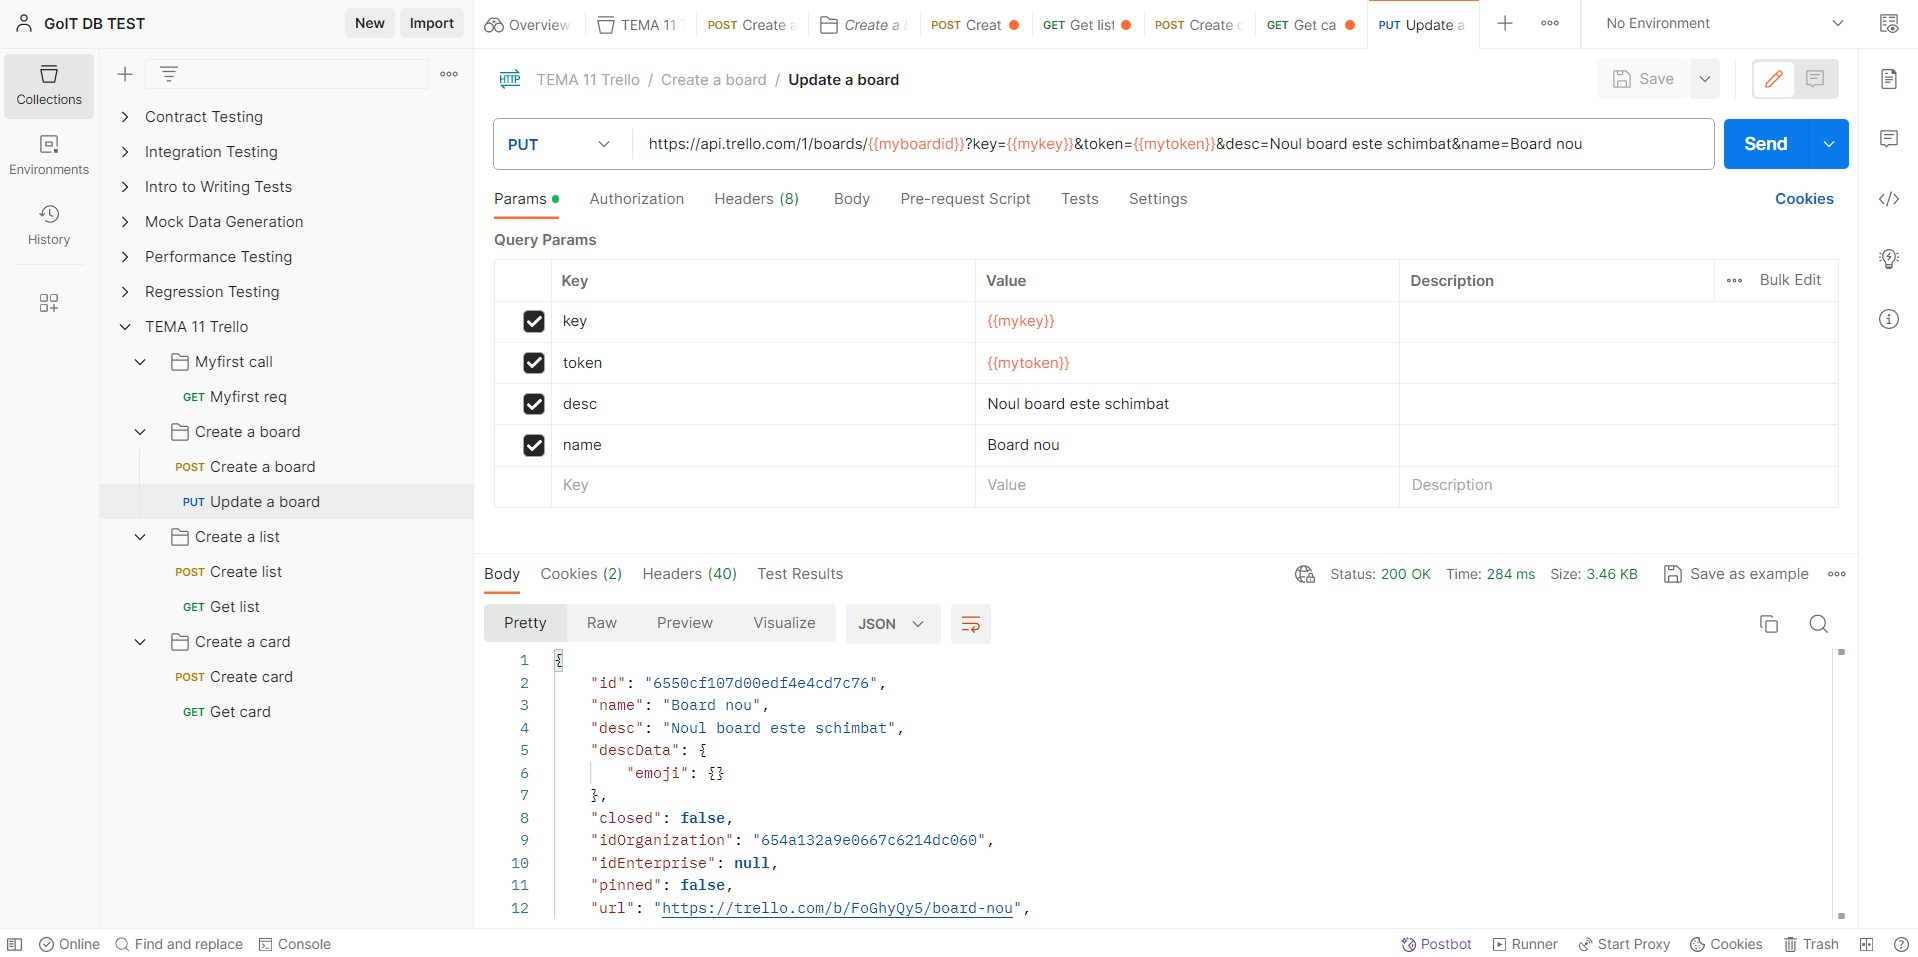 GoIT DB TEST
New
Import
Overview
TEMA 11
POST Create a
Create a b
POST Creat
GET Get list
POST Create c
GET Get ca
PUT Update a
No Environment
Collections
Environments
History
Contract Testing
Integration Testing
Intro to Writing Tests
Mock Data Generation
Performance Testing
Regression Testing
TEMA 11 Trello
Myfirst call
GET Myfirst req
Create a board
POST Create a board
PUT Update a board
Create a list
POST Create list
GET Get list
Create a card
POST Create card
GET Get card
HTTP TEMA 11 Trello / Create a board / Update a board
Save
PUT
https://api.trello.com/1/boards/{{myboardid}}?key={{mykey}}&token={{mytoken}}&desc=Noul board este schimbat&name=Board nou
Send
Params Authorization Headers (8) Body Pre-request Script Tests Settings
Cookies
Query Params
Key Value Description Bulk Edit
key {{mykey}}
token {{mytoken}}
desc Noul board este schimbat
name Board nou
Key Value Description
Body Cookies (2) Headers (40) Test Results
Status: 200 OK Time: 284 ms Size: 3.46 KB Save as example
Pretty Raw Preview Visualize JSON
1 {
2 "id": "6550cf107d00edf4e4cd7c76",
3 "name": "Board nou",
4 "desc": "Noul board este schimbat",
5 "descData": {
6 "emoji": {}
7 },
8 "closed": false,
9 "idOrganization": "654a132a9e0667c6214dc060",
10 "idEnterprise": null,
11 "pinned": false,
12 "url": "https://trello.com/b/FoGhyQy5/board-nou",
Online Find and replace Console
Postbot Runner Start Proxy Cookies Trash